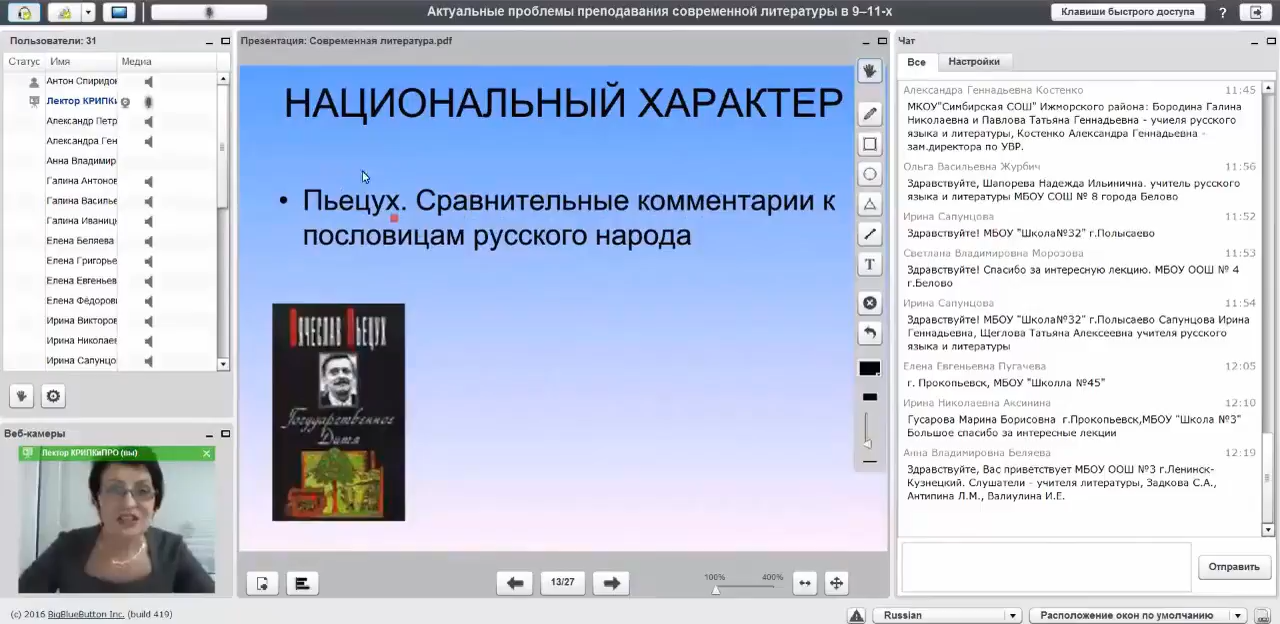 Актуальные проблемы преподавания современной литературы в 9–11-х
Клавиши быстрого доступа
?
Пользователи: 31
Статус Имя Медиа
Антон Спиридон
Лектор КРИПКи
Александр Петр
Александра Ген
Анна Владимир
Галина Антонов
Галина Василье
Галина Иваниц
Елена Беляева
Елена Григорье
Елена Евгеньев
Елена Фёдоров
Ирина Викторов
Ирина Николаев
Ирина Сапунцо
Веб-камеры
Лектор КРИПКиПРО (вы)
Презентация: Современная литература.pdf
НАЦИОНАЛЬНЫЙ ХАРАКТЕР
• Пьецух. Сравнительные комментарии к
пословицам русского народа
Вячеслав Пьецух
Государственное
Дитя
T
13/27
100% 400%
Чат
Все Настройки
Александра Геннадьевна Костенко 11:45
МКОУ"Симбирская СОШ" Ижморского района: Бородина Галина
Николаевна и Павлова Татьяна Геннадьевна - учиеля русского
языка и литературы, Костенко Александра Геннадьевна -
зам.директора по УВР.
Ольга Васильевна Журбич 11:56
Здравствуйте, Шапорева Надежда Ильинична. учитель русского
языка и литературы МБОУ СОШ № 8 города Белово
Ирина Сапунцова 11:52
Здравствуйте! МБОУ "Школа№32" г.Полысаево
Светлана Владимировна Морозова 11:53
Здравствуйте! Спасибо за интересную лекцию. МБОУ ООШ № 4
г.Белово
Ирина Сапунцова 11:54
Здравствуйте! МБОУ "Школа№32" г.Полысаево Сапунцова Ирина
Геннадьевна, Щеглова Татьяна Алексеевна учителя русского
языка и литературы
Елена Евгеньевна Пугачева 12:05
г. Прокопьевск, МБОУ "Школла №45"
Ирина Николаевна Аксинина 12:10
Гусарова Марина Борисовна г.Прокопьевск,МБОУ "Школа №3"
Большое спасибо за интересные лекции
Анна Владимировна Беляева 12:19
Здравствуйте, Вас приветствует МБОУ ООШ №3 г.Ленинск-
Кузнецкий. Слушатели - учителя литературы, Задкова С.А.,
Антипина Л.М., Валиулина И.Е.
Отправить
(c) 2016 BigBlueButton Inc. (build 419)
Russian
Расположение окон по умолчанию